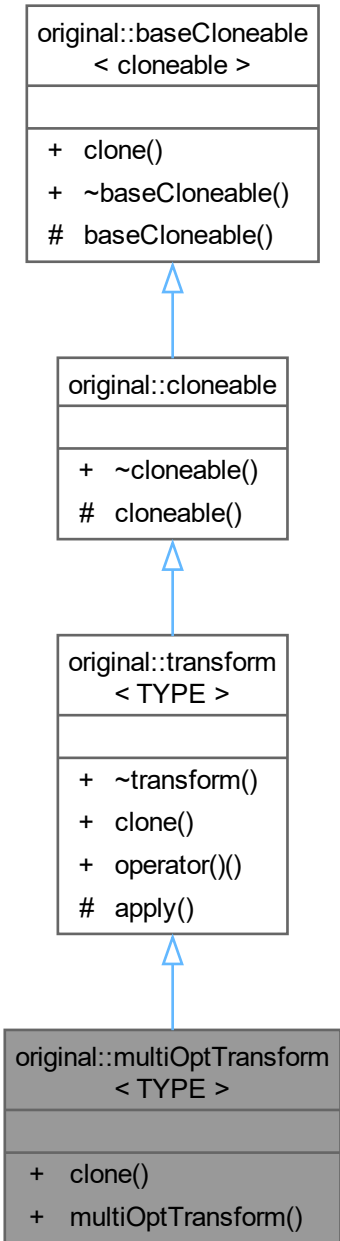 original::baseCloneable
< cloneable >
+ clone()
+ ~baseCloneable()
# baseCloneable()
original::cloneable
+ ~cloneable()
# cloneable()
original::transform
< TYPE >
+ ~transform()
+ clone()
+ operator()()
# apply()
original::multiOptTransform
< TYPE >
+ clone()
+ multiOptTransform()